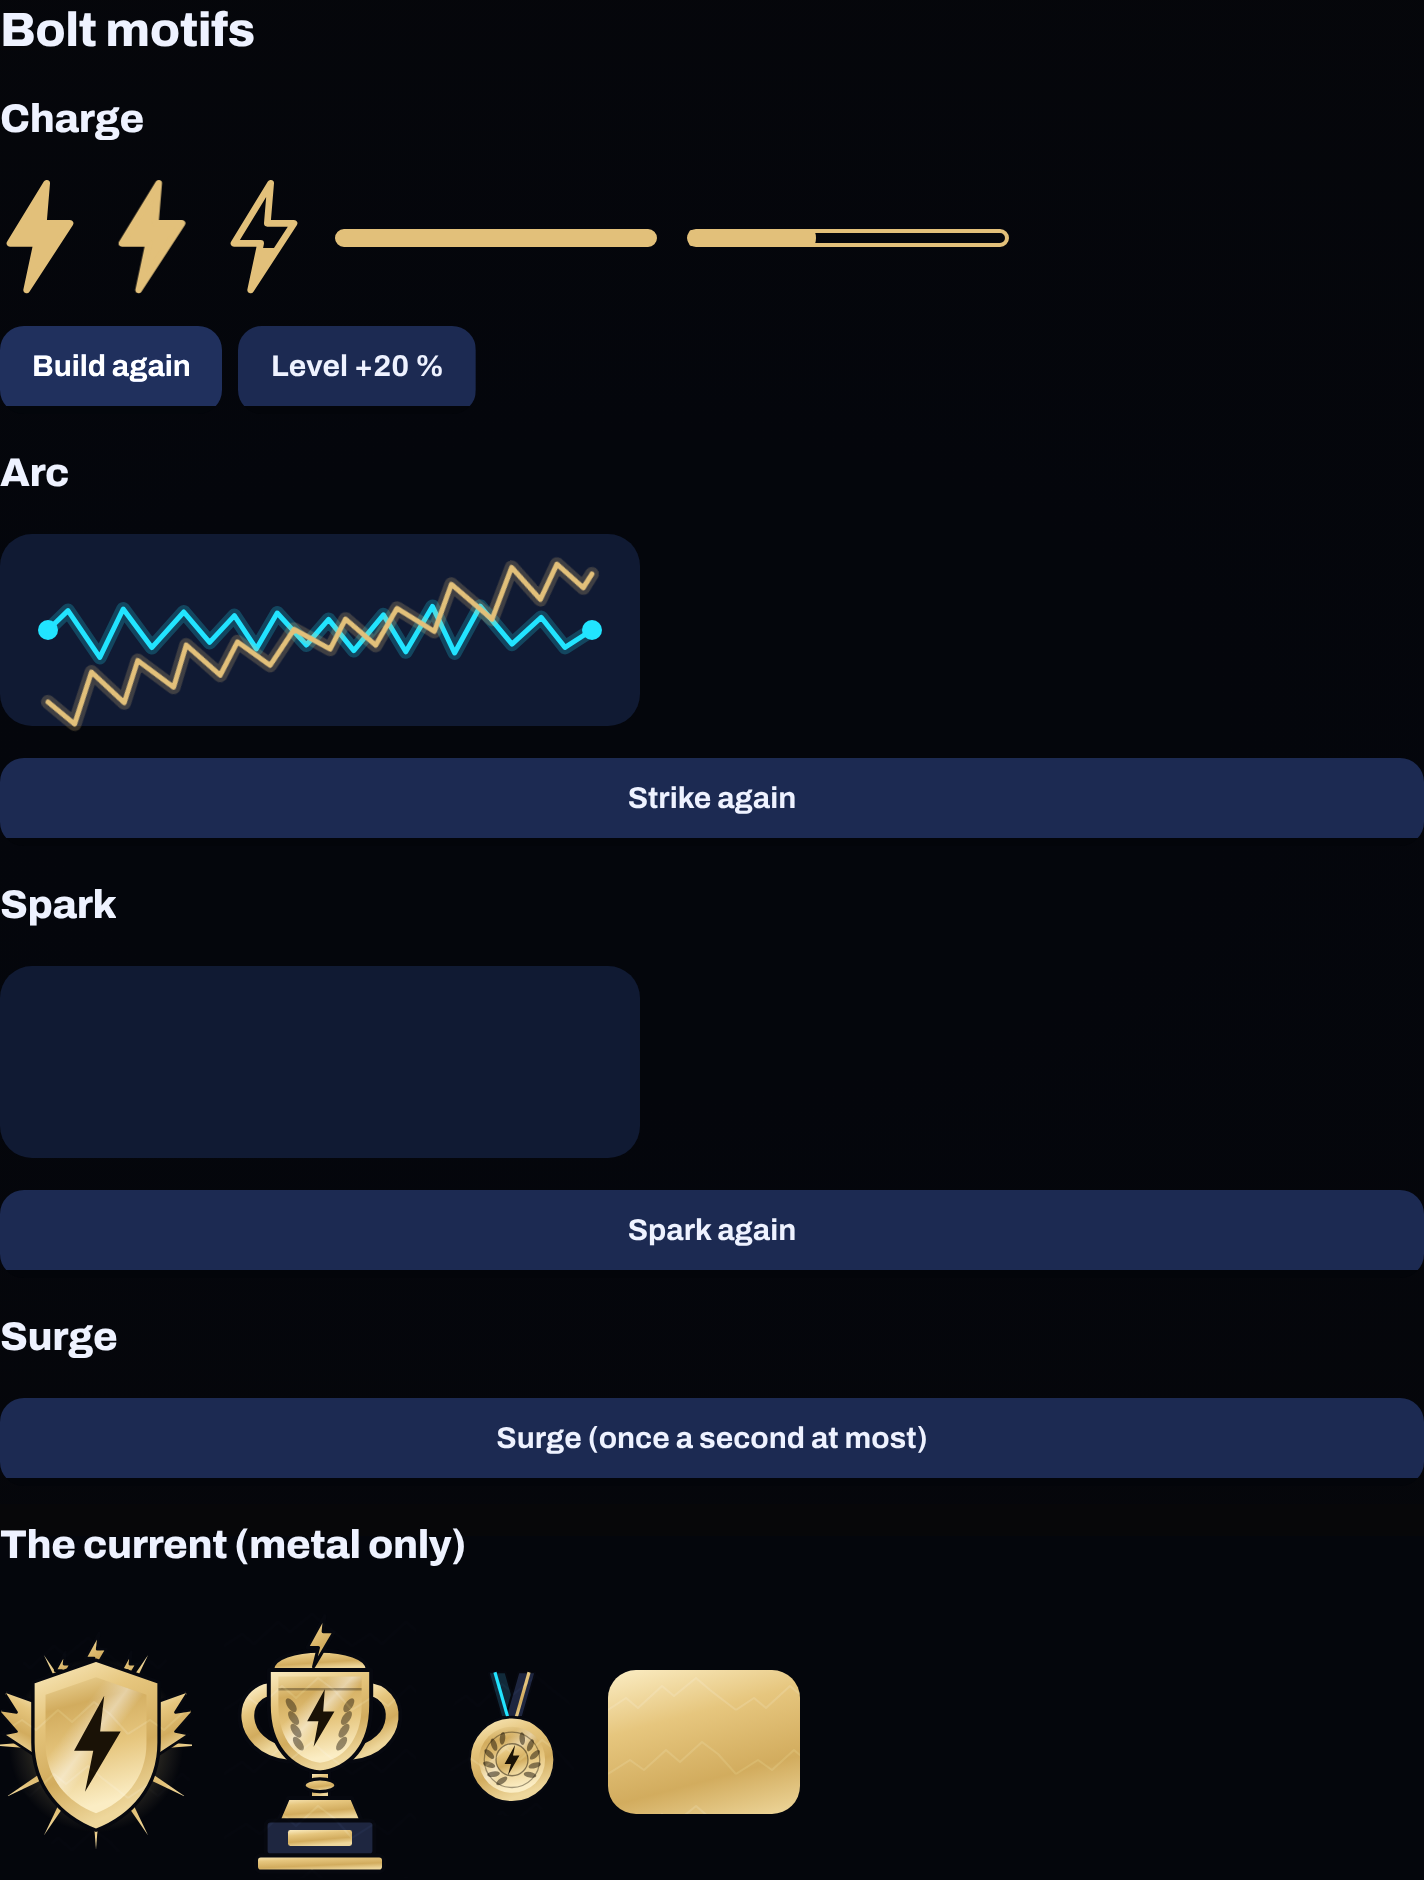 Bolt motifs
Charge
Build again
Level +20 %
Arc
Strike again
Spark
Spark again
Surge
Surge (once a second at most)
The current (metal only)